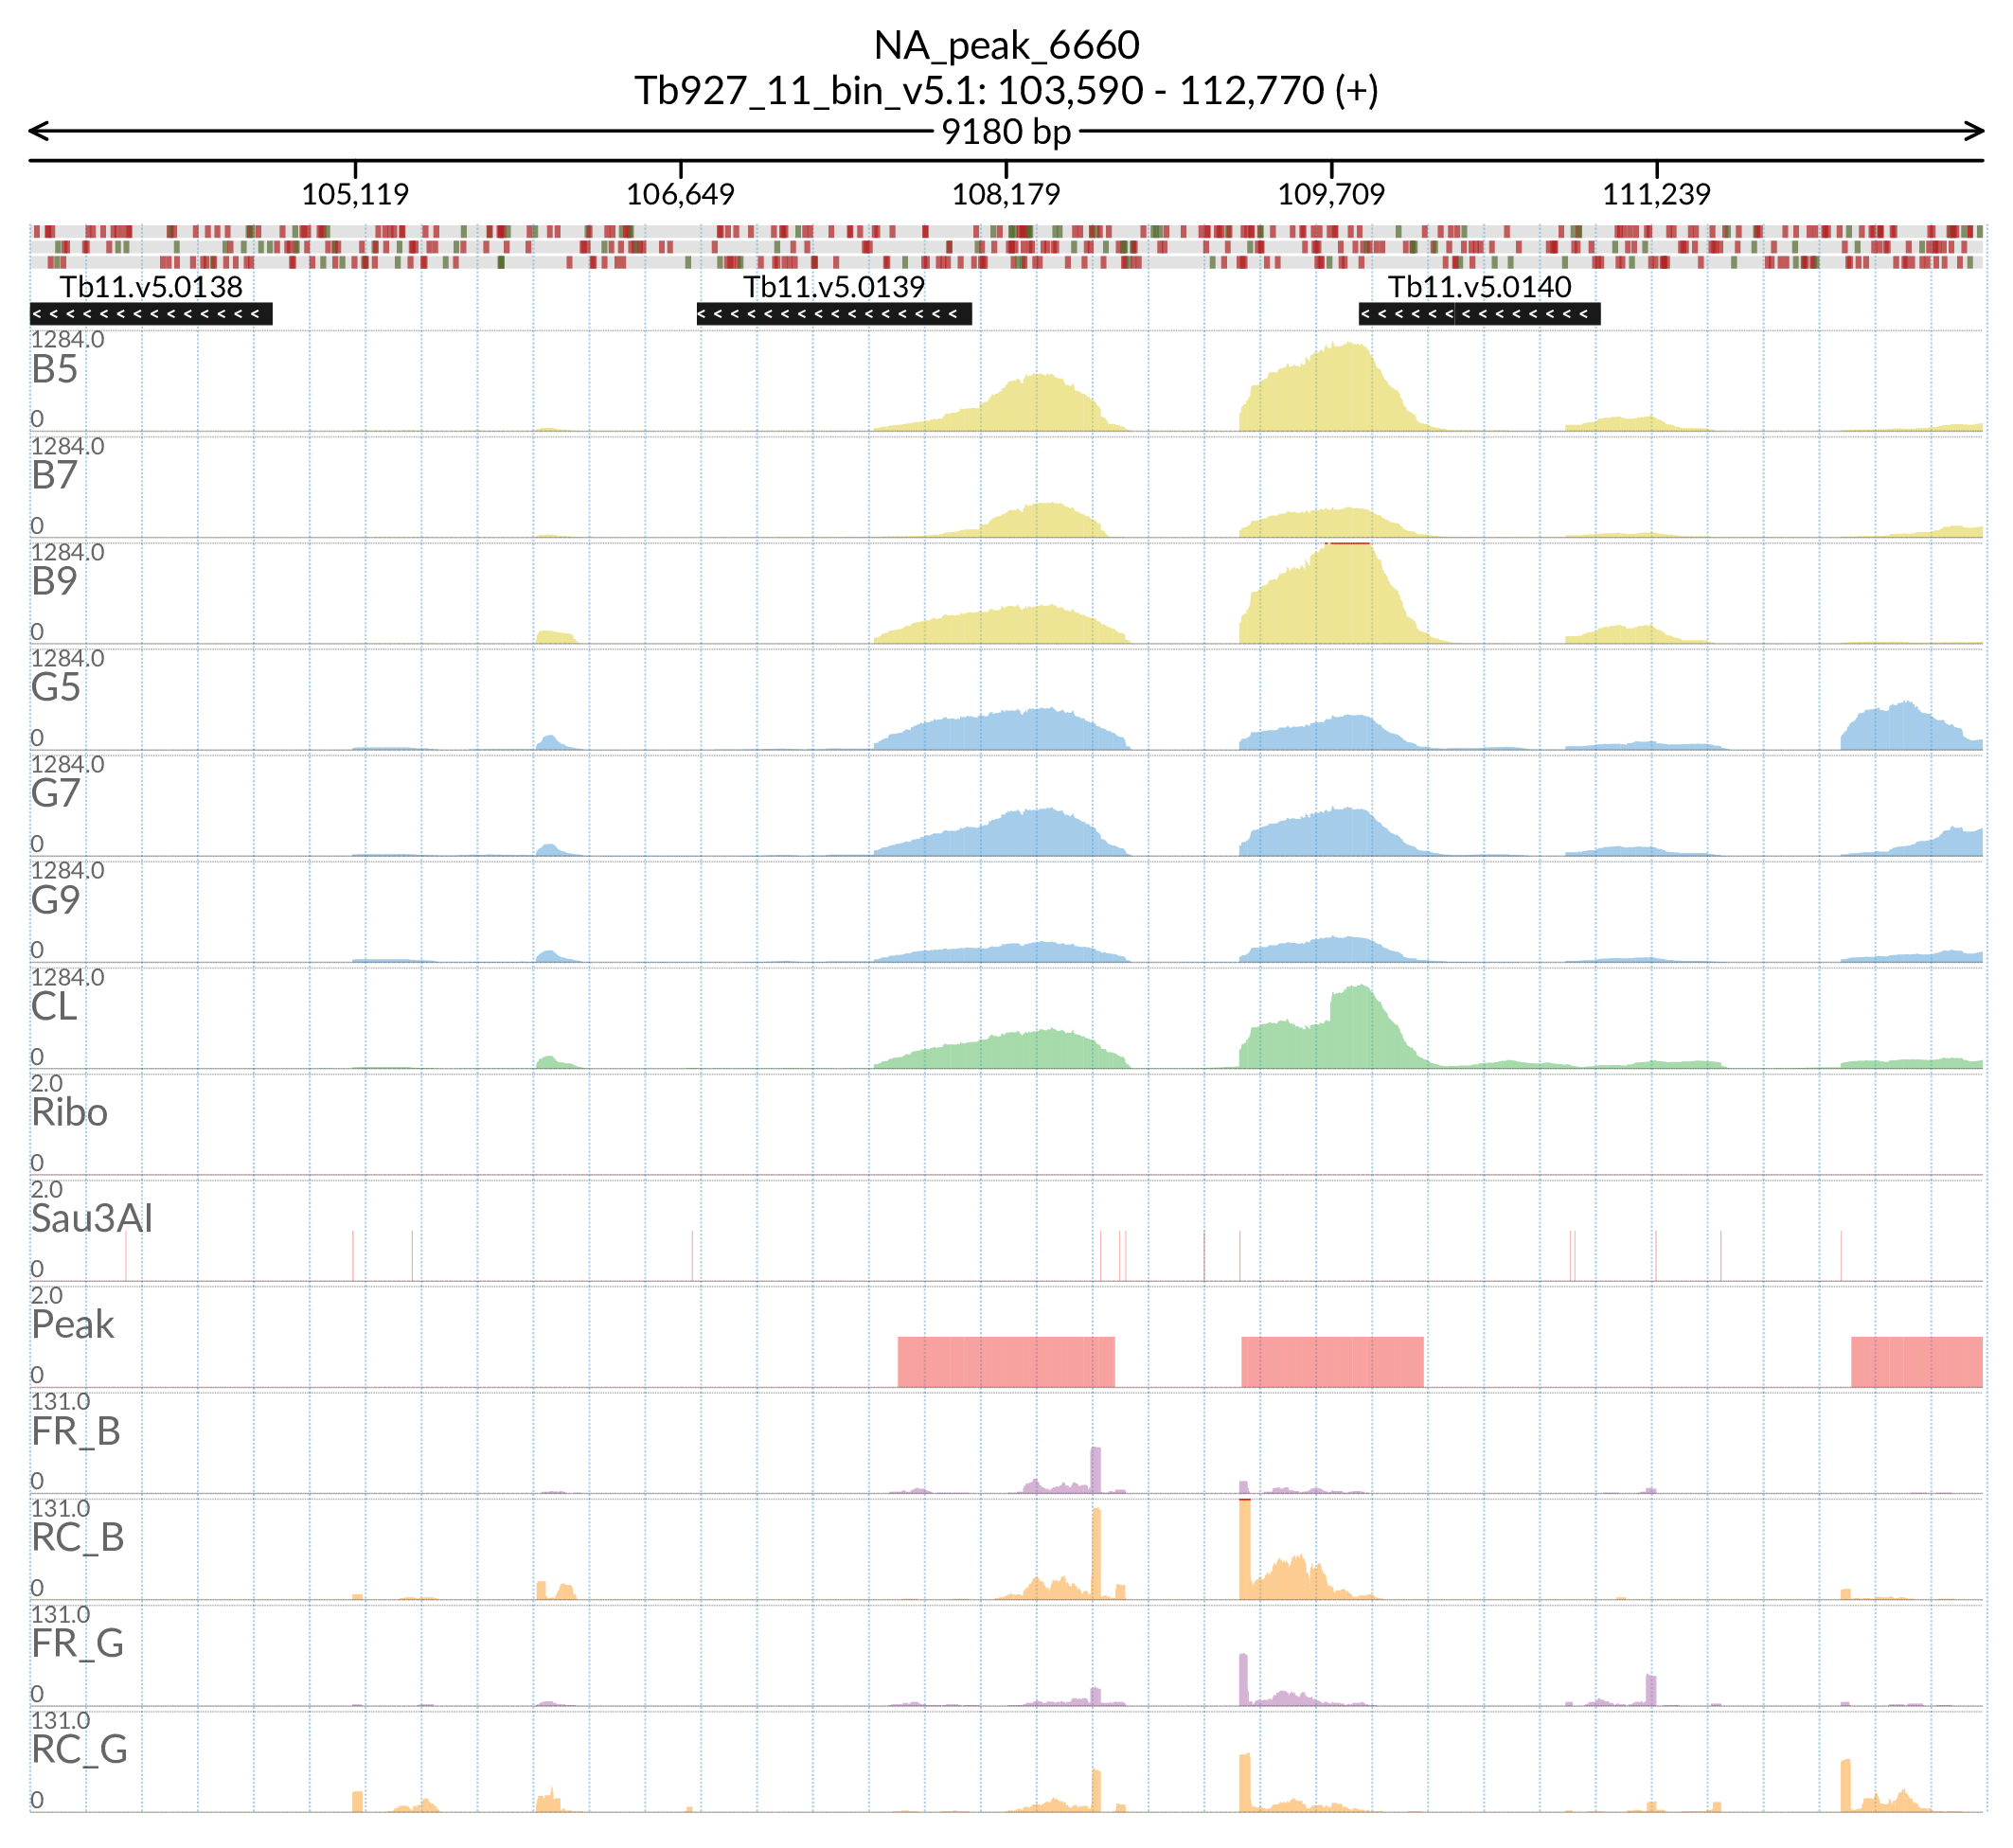 NA_peak_6660
Tb927_11_bin_v5.1: 103,590 - 112,770 (+)
9180 bp
105,119 106,649 108,179 109,709 111,239
Tb11.v5.0138 Tb11.v5.0139 Tb11.v5.0140
1284.0
B5
0
1284.0
B7
0
1284.0
B9
0
1284.0
G5
0
1284.0
G7
0
1284.0
G9
0
1284.0
CL
0
2.0
Ribo
0
2.0
Sau3AI
0
2.0
Peak
0
131.0
FR_B
0
131.0
RC_B
0
131.0
FR_G
0
131.0
RC_G
0